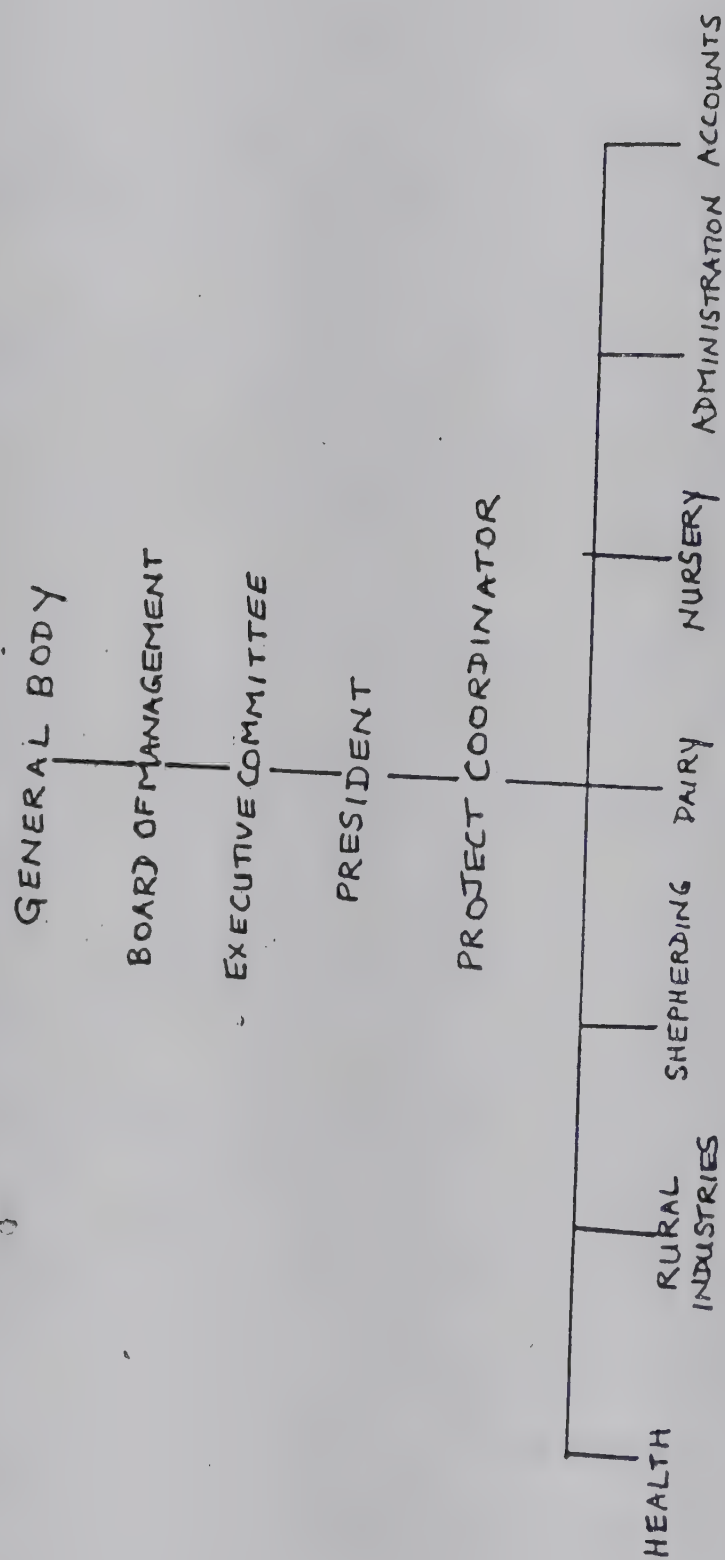 GENERAL BODY
BOARD OF MANAGEMENT
EXECUTIVE COMMITTEE
PRESIDENT
PROJECT COORDINATOR
HEALTH
RURAL
INDUSTRIES
SHEPHERDING
DAIRY
NURSERY
ADMINISTRATION
ACCOUNTS